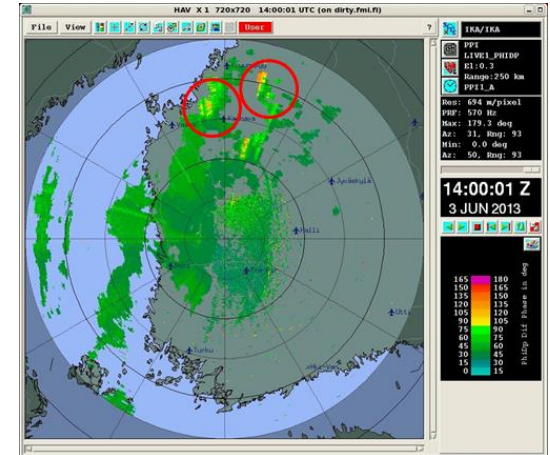 HAV X 1 720x720 14:00:01 UTC (on dirty.fmi.fi)
File View User ?
IKA/IKA
PPI
LIVE1_PHIDP
El:0.3
Range:250 km
PPI1_A
Res: 694 m/pixel
PRF: 570 Hz
Max: 179.3 deg
Az: 31, Rng: 93
Min: 0.0 deg
Az: 50, Rng: 93
14:00:01 Z
3 JUN 2013
165 180
150 165
135 150
120 135
105 120
90 105
75 90
60 75
45 60
30 45
15 30
0 15
PhiDp Dif Phase in deg
Jyväskylä
Halli
Turku